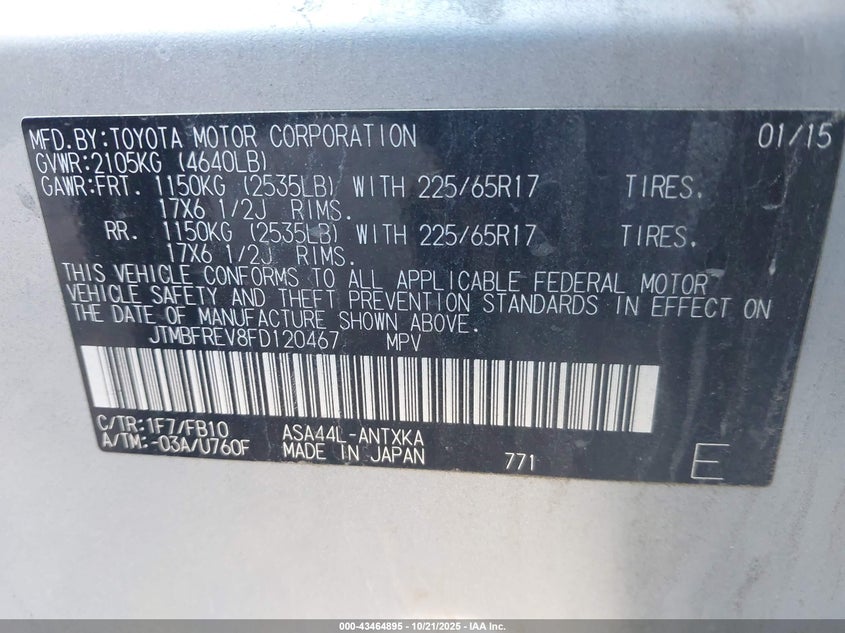 MFD.BY:TOYOTA MOTOR CORPORATION 01/15
GVWR:2105KG (4640LB)
GAWR:FRT. 1150KG (2535LB) WITH 225/65R17 TIRES.
17X6 1/2J RIMS.
RR. 1150KG (2535LB) WITH 225/65R17 TIRES.
17X6 1/2J RIMS.
THIS VEHICLE CONFORMS TO ALL APPLICABLE FEDERAL MOTOR
VEHICLE SAFETY AND THEFT PREVENTION STANDARDS IN EFFECT ON
THE DATE OF MANUFACTURE SHOWN ABOVE.
JTMBFREV8FD120467 MPV
C/TR:1F7/FB10 ASA44L-ANTXKA
A/TM:-03A/U760F MADE IN JAPAN 771 E
000-43464895 - 10/21/2025 - IAA Inc.